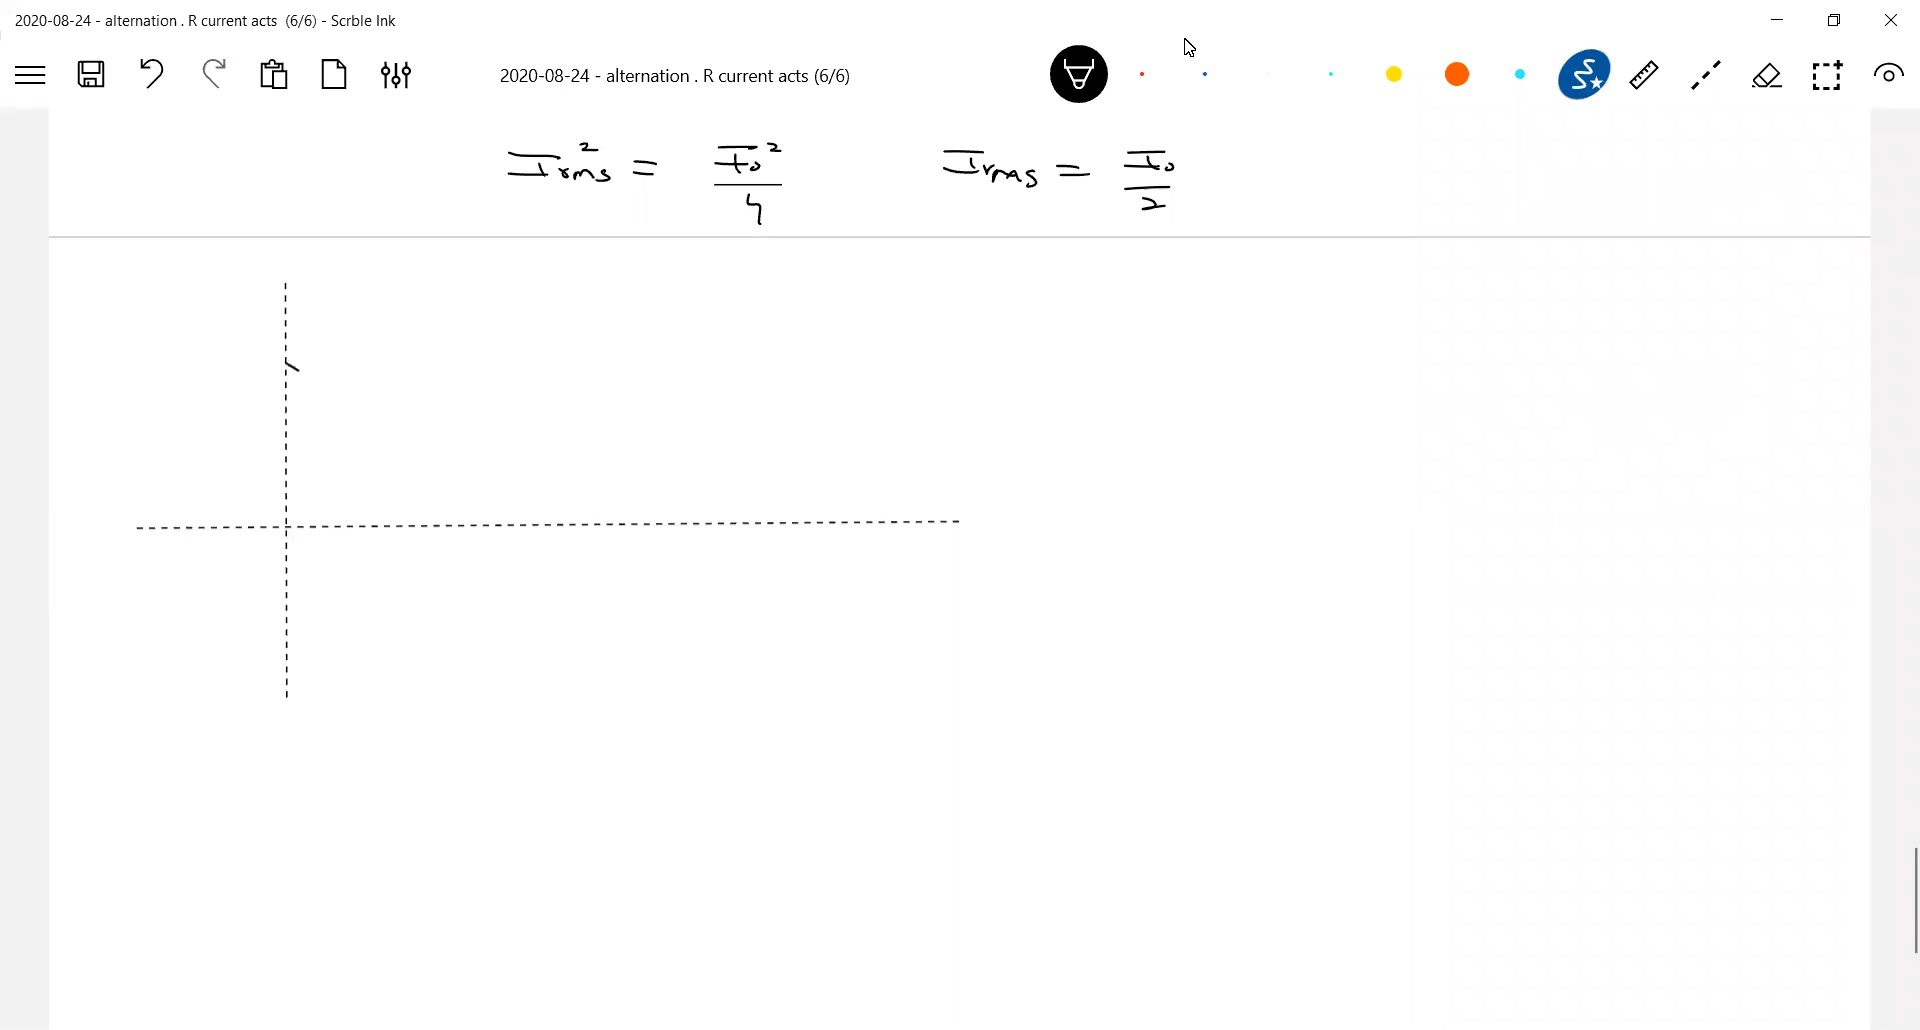 2020-08-24 - alternation . R current acts (6/6) - Scrble Ink
2020-08-24 - alternation . R current acts (6/6)
I²rms = I₀²/4    Irms = I₀/2